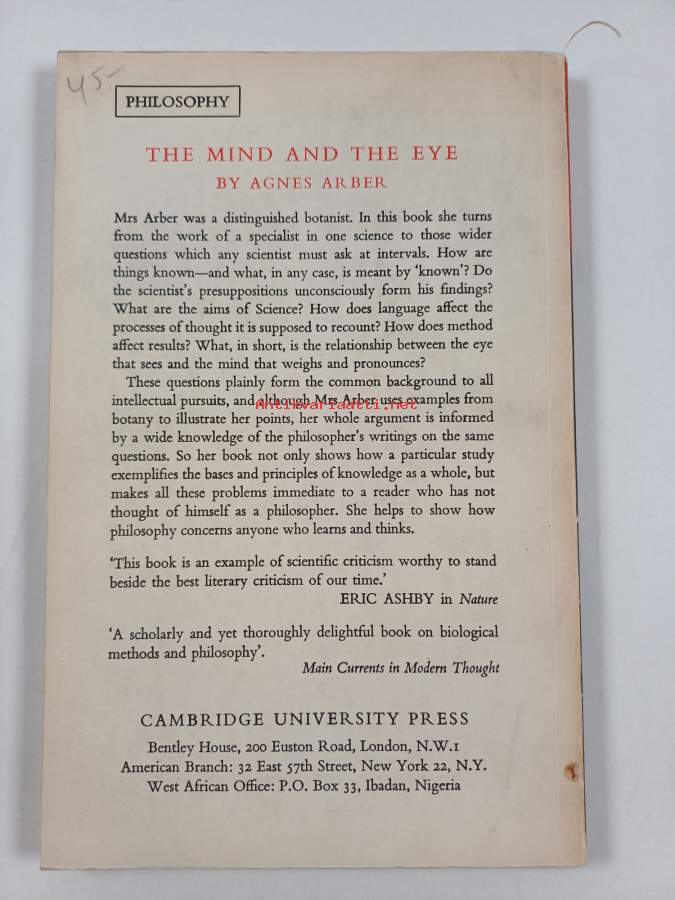 45-
PHILOSOPHY
THE MIND AND THE EYE
BY AGNES ARBER
Mrs Arber was a distinguished botanist. In this book she turns
from the work of a specialist in one science to those wider
questions which any scientist must ask at intervals. How are
things known—and what, in any case, is meant by ‘known’? Do
the scientist's presuppositions unconsciously form his findings?
What are the aims of Science? How does language affect the
processes of thought it is supposed to recount? How does method
affect results? What, in short, is the relationship between the eye
that sees and the mind that weighs and pronounces?
These questions plainly form the common background to all
intellectual pursuits, and although Mrs Arber uses examples from
Antikvariaatti.net
botany to illustrate her points, her whole argument is informed
by a wide knowledge of the philosopher's writings on the same
questions. So her book not only shows how a particular study
exemplifies the bases and principles of knowledge as a whole, but
makes all these problems immediate to a reader who has not
thought of himself as a philosopher. She helps to show how
philosophy concerns anyone who learns and thinks.
‘This book is an example of scientific criticism worthy to stand
beside the best literary criticism of our time.’
ERIC ASHBY in Nature
‘A scholarly and yet thoroughly delightful book on biological
methods and philosophy’.
Main Currents in Modern Thought
CAMBRIDGE UNIVERSITY PRESS
Bentley House, 200 Euston Road, London, N.W.1
American Branch: 32 East 57th Street, New York 22, N.Y.
West African Office: P.O. Box 33, Ibadan, Nigeria